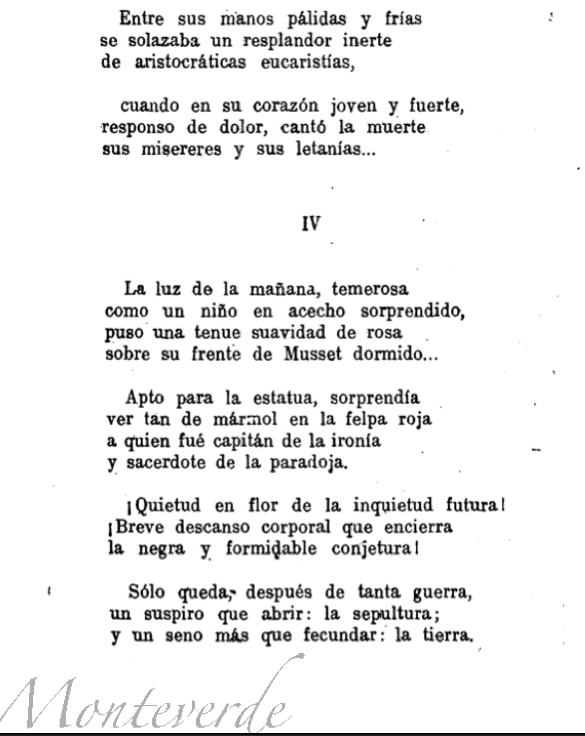 Entre sus manos pálidas y frías
se solazaba un resplandor inerte
de aristocráticas eucaristías,
cuando en su corazón joven y fuerte,
responso de dolor, cantó la muerte
sus misereres y sus letanías...
IV
La luz de la mañana, temerosa
como un niño en acecho sorprendido,
puso una tenue suavidad de rosa
sobre su frente de Musset dormido...
Apto para la estatua, sorprendía
ver tan de mármol en la felpa roja
a quien fué capitán de la ironía
y sacerdote de la paradoja.
¡Quietud en flor de la inquietud futura!
¡Breve descanso corporal que encierra
la negra y formidable conjetura!
Sólo queda, después de tanta guerra,
un suspiro que abrir: la sepultura;
y un seno más que fecundar: la tierra.
Monteverde